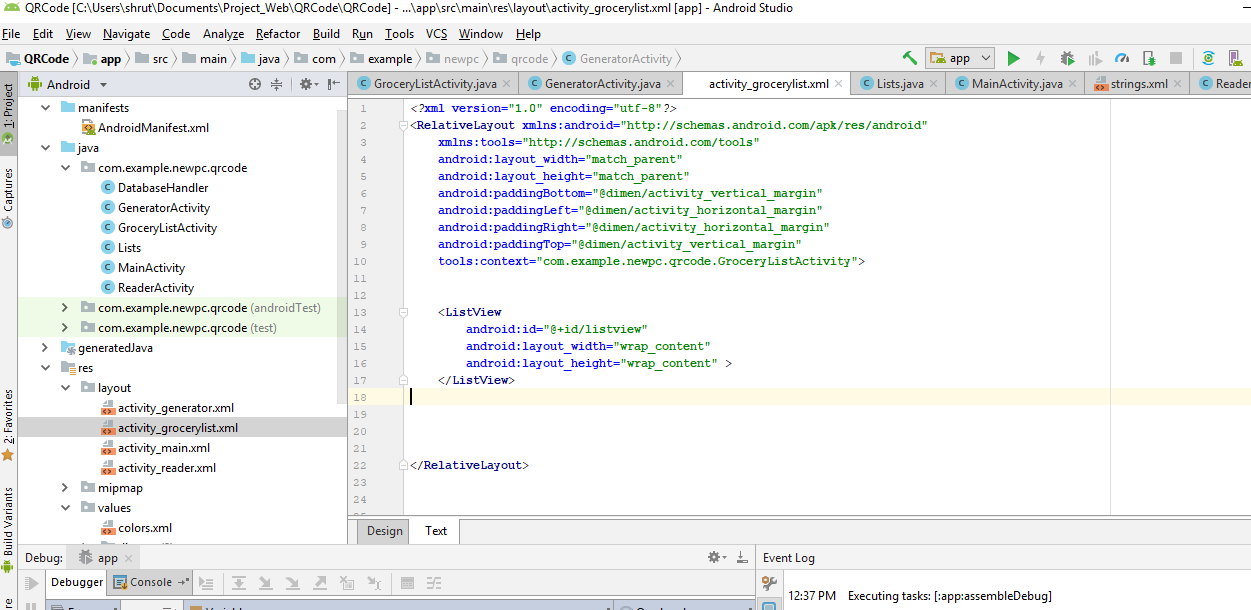 QRCode [C:\Users\shrut\Documents\Project_Web\QRCode\QRCode] - ...\app\src\main\res\layout\activity_grocerylist.xml [app] - Android Studio
File Edit View Navigate Code Analyze Refactor Build Run Tools VCS Window Help
QRCode app src main java com example newpc qrcode GeneratorActivity app
Android GroceryListActivity.java GeneratorActivity.java activity_grocerylist.xml Lists.java MainActivity.java strings.xml Reader
1: Project
Captures
2: Favorites
Build Variants
manifests
AndroidManifest.xml
java
com.example.newpc.qrcode
DatabaseHandler
GeneratorActivity
GroceryListActivity
Lists
MainActivity
ReaderActivity
com.example.newpc.qrcode (androidTest)
com.example.newpc.qrcode (test)
generatedJava
res
layout
activity_generator.xml
activity_grocerylist.xml
activity_main.xml
activity_reader.xml
mipmap
values
colors.xml
1 <?xml version="1.0" encoding="utf-8"?>
2 <RelativeLayout xmlns:android="http://schemas.android.com/apk/res/android"
3 xmlns:tools="http://schemas.android.com/tools"
4 android:layout_width="match_parent"
5 android:layout_height="match_parent"
6 android:paddingBottom="@dimen/activity_vertical_margin"
7 android:paddingLeft="@dimen/activity_horizontal_margin"
8 android:paddingRight="@dimen/activity_horizontal_margin"
9 android:paddingTop="@dimen/activity_vertical_margin"
10 tools:context="com.example.newpc.qrcode.GroceryListActivity">
11
12
13 <ListView
14 android:id="@+id/listview"
15 android:layout_width="wrap_content"
16 android:layout_height="wrap_content" >
17 </ListView>
18
19
20
21
22 </RelativeLayout>
23
24
Design Text
Debug: app
Debugger Console
Event Log
12:37 PM Executing tasks: [:app:assembleDebug]